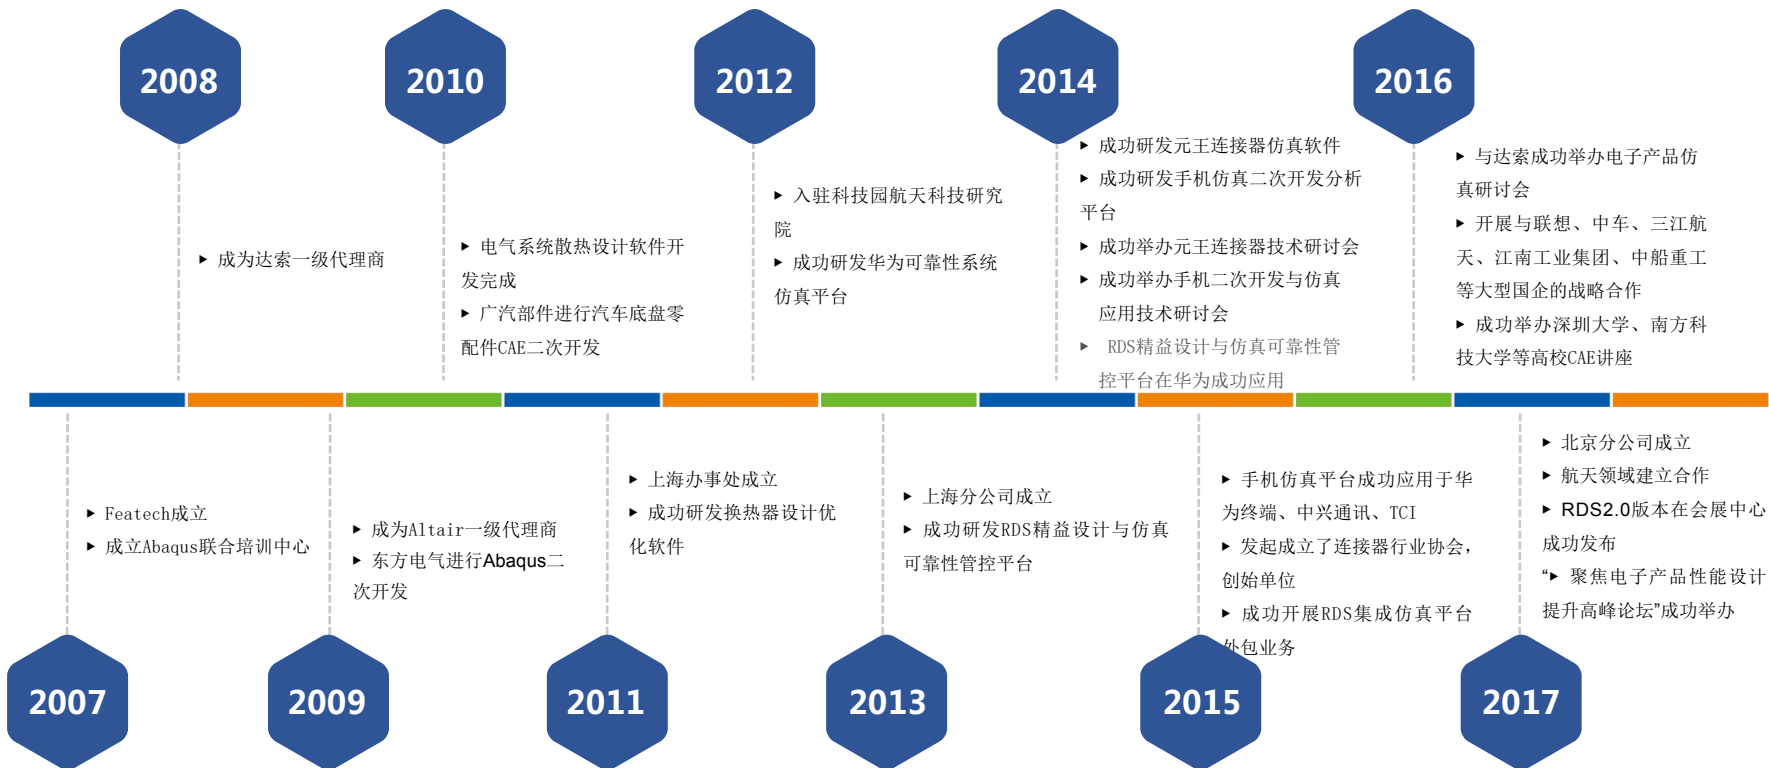 2008
2010
2012
2014
2016
▸ 成为达索一级代理商
▸ 电气系统散热设计软件开
发完成
▸ 广汽部件进行汽车底盘零
配件CAE二次开发
▸ 入驻科技园航天科技研究
院
▸ 成功研发华为可靠性系统
仿真平台
▸ 成功研发元王连接器仿真软件
▸ 成功研发手机仿真二次开发分析
平台
▸ 成功举办元王连接器技术研讨会
▸ 成功举办手机二次开发与仿真
应用技术研讨会
▸ RDS精益设计与仿真可靠性管
控平台在华为成功应用
▸ 与达索成功举办电子产品仿
真研讨会
▸ 开展与联想、中车、三江航
天、江南工业集团、中船重工
等大型国企的战略合作
▸ 成功举办深圳大学、南方科
技大学等高校CAE讲座
▸ Featech成立
▸ 成立Abaqus联合培训中心
▸ 成为Altair一级代理商
▸ 东方电气进行Abaqus二
次开发
▸ 上海办事处成立
▸ 成功研发换热器设计优
化软件
▸ 上海分公司成立
▸ 成功研发RDS精益设计与仿真
可靠性管控平台
▸ 手机仿真平台成功应用于华
为终端、中兴通讯、TCI
▸ 发起成立了连接器行业协会，
创始单位
▸ 成功开展RDS集成仿真平台
外包业务
▸ 北京分公司成立
▸ 航天领域建立合作
▸ RDS2.0版本在会展中心
成功发布
“▸ 聚焦电子产品性能设计
提升高峰论坛”成功举办
2007
2009
2011
2013
2015
2017